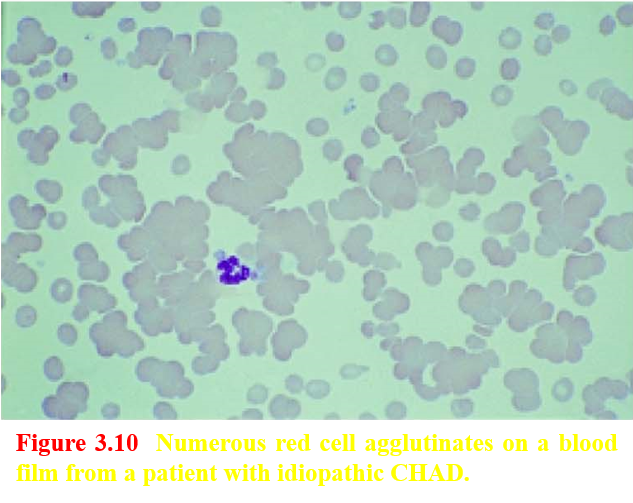 Figure 3.10 Numerous red cell agglutinates on a blood
film from a patient with idiopathic CHAD.